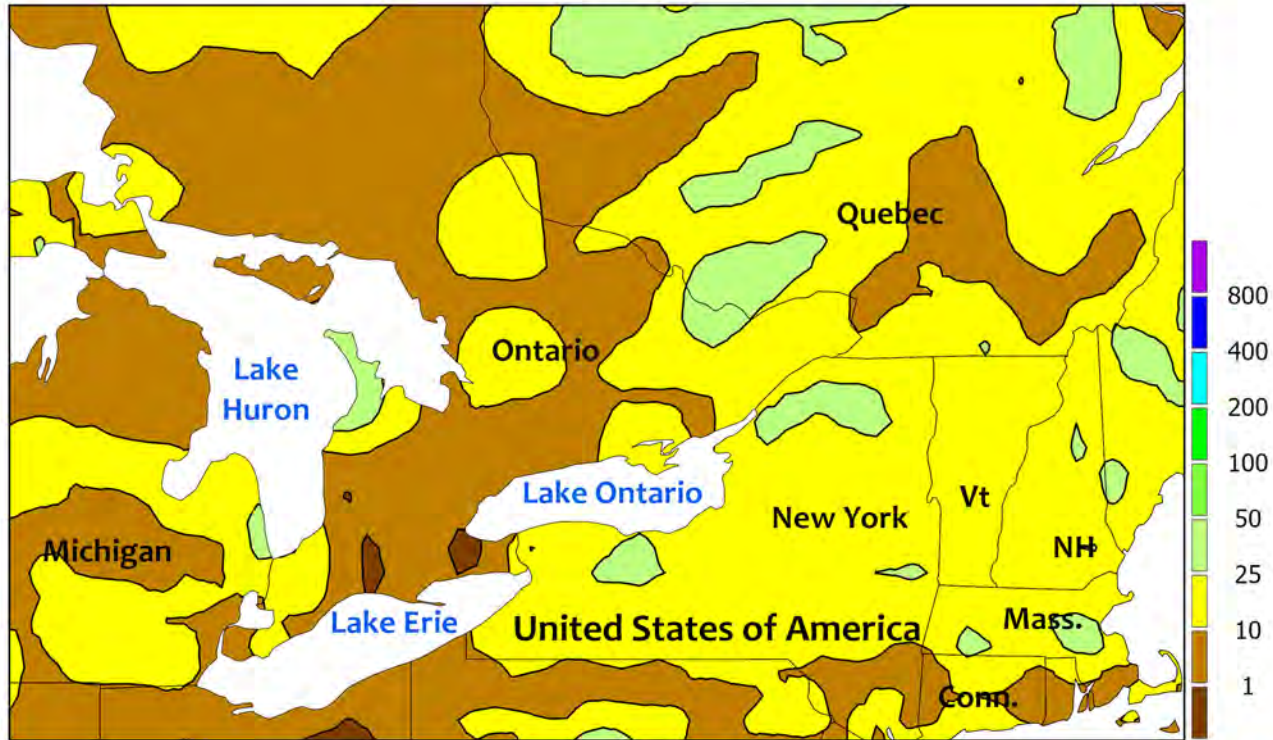 Quebec
Ontario
Lake
Huron
Lake Ontario
New York
Vt
NH
Michigan
Lake Erie
United States of America
Mass.
Conn.
800
400
200
100
50
25
10
1